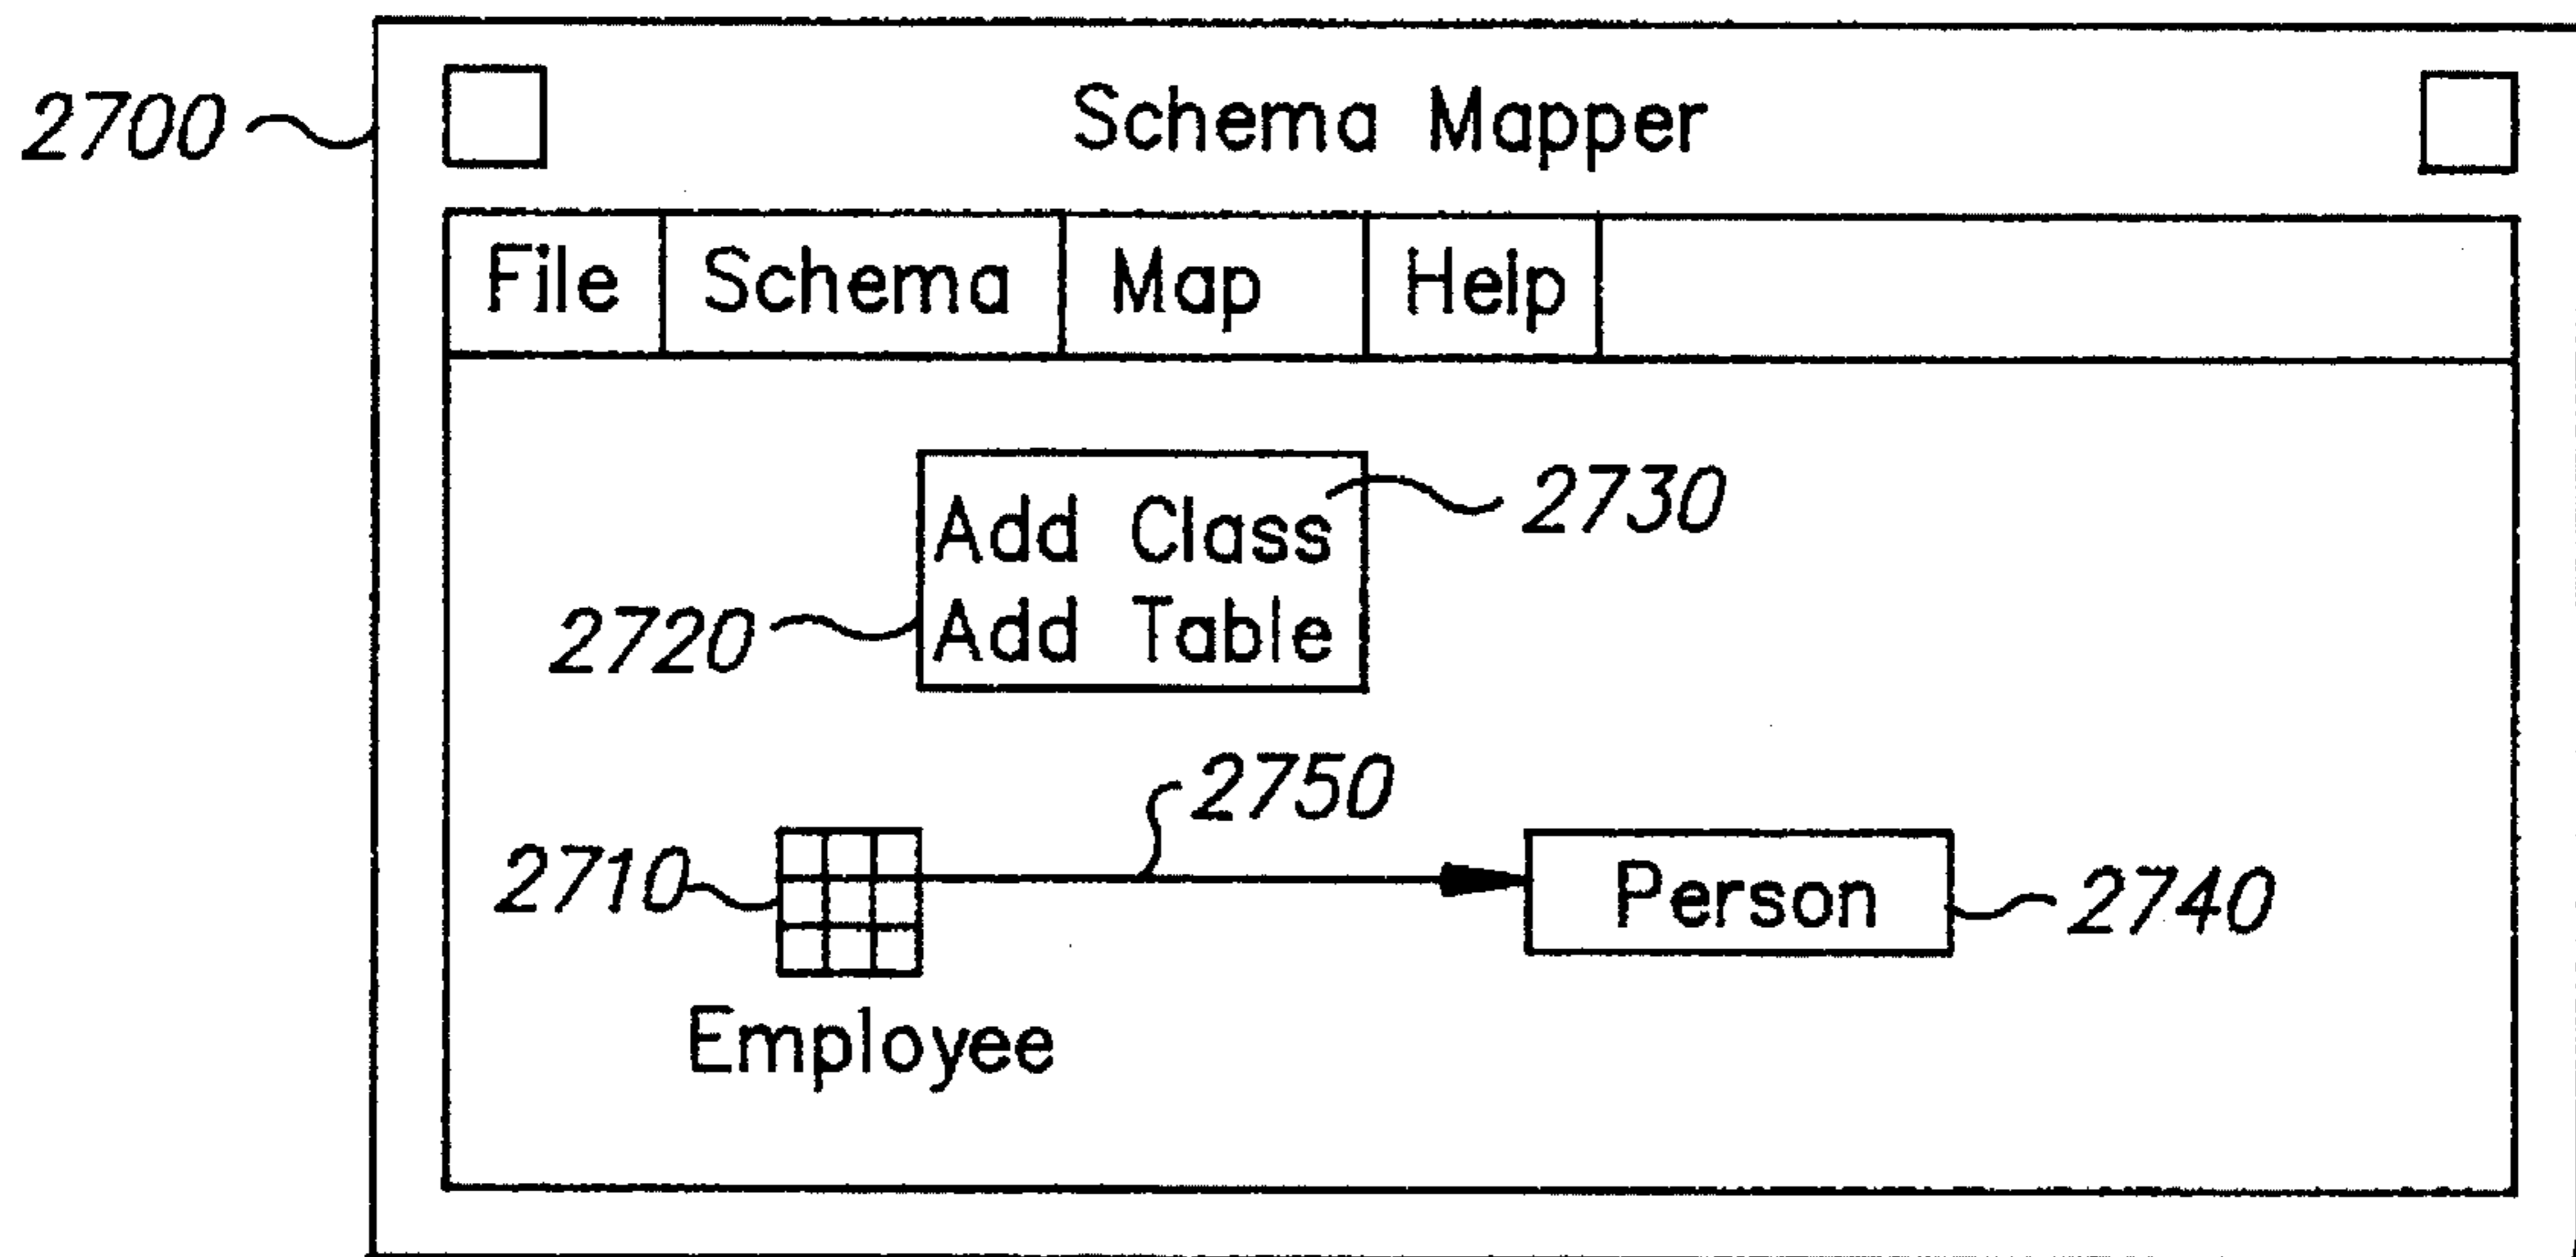 2700
Schema Mapper
File Schema Map Help
Add Class
2730
Add Table
2720
2750
2710
Person
2740
Employee